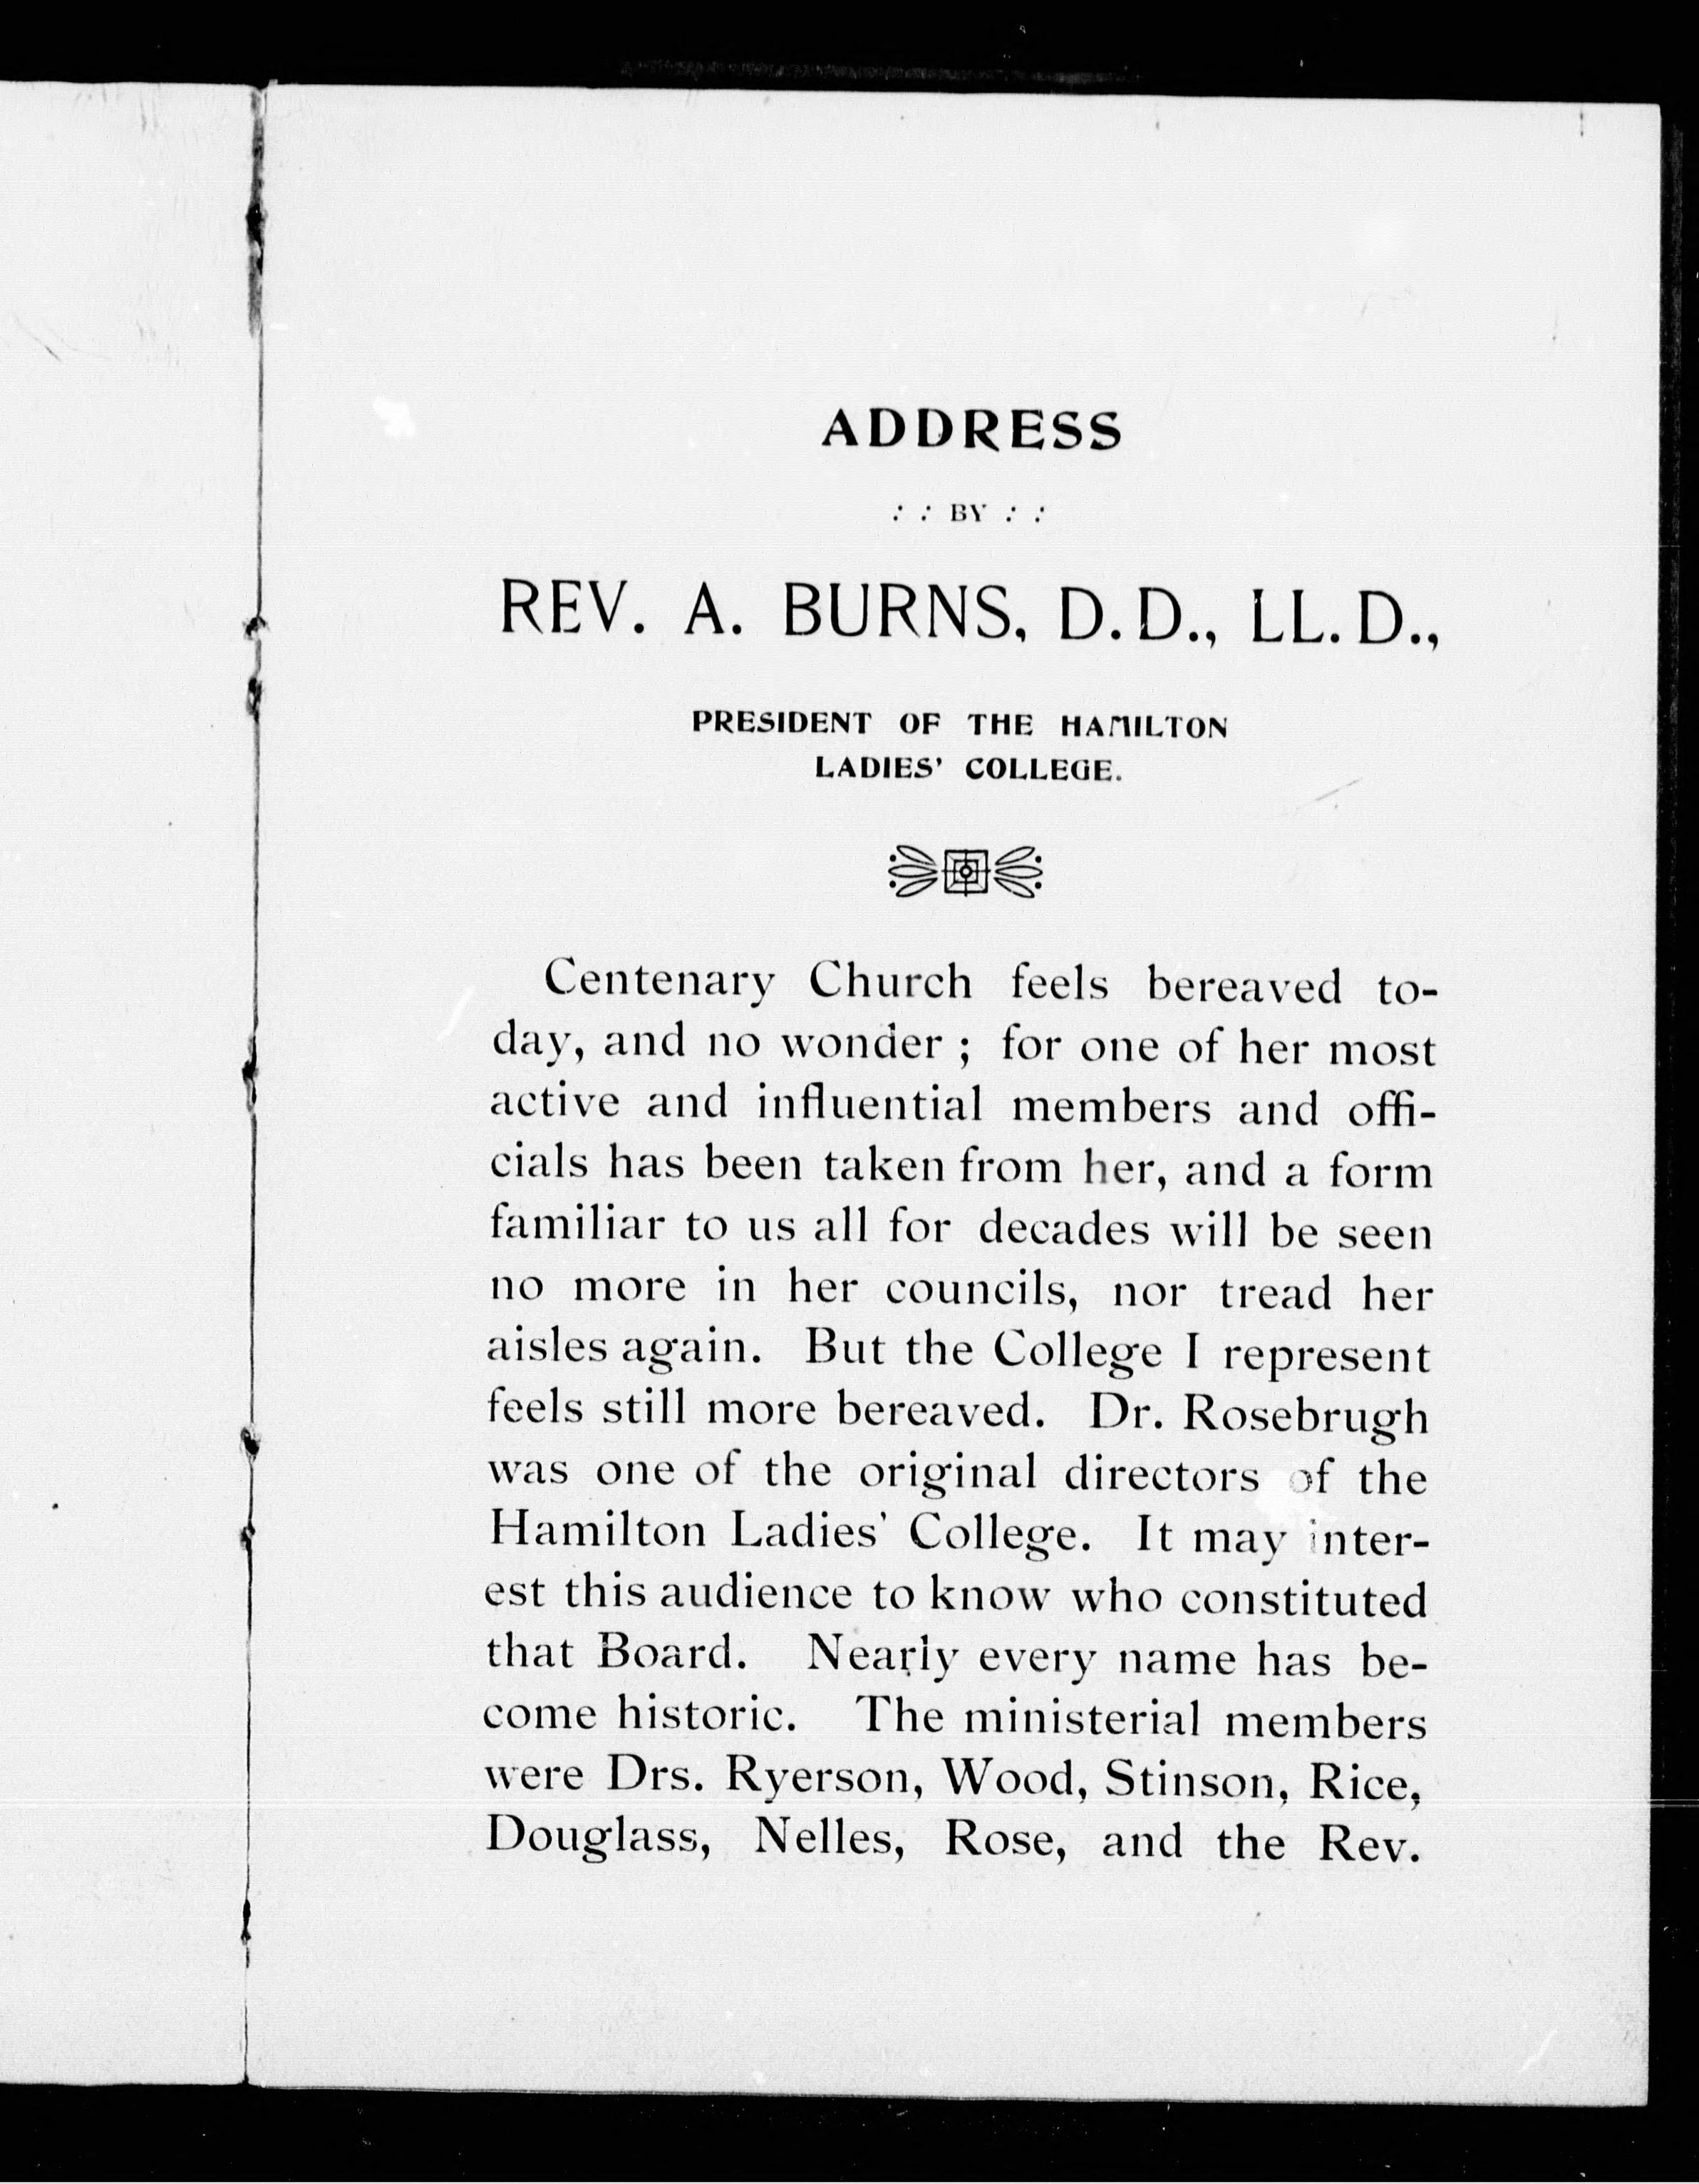 ADDRESS
: : BY : :
REV. A. BURNS, D.D., LL.D.,
PRESIDENT OF THE HAMILTON
LADIES' COLLEGE.
Centenary Church feels bereaved to-
day, and no wonder ; for one of her most
active and influential members and offi-
cials has been taken from her, and a form
familiar to us all for decades will be seen
no more in her councils, nor tread her
aisles again. But the College I represent
feels still more bereaved. Dr. Rosebrugh
was one of the original directors of the
Hamilton Ladies' College. It may inter-
est this audience to know who constituted
that Board. Nearly every name has be-
come historic. The ministerial members
were Drs. Ryerson, Wood, Stinson, Rice,
Douglass, Nelles, Rose, and the Rev.